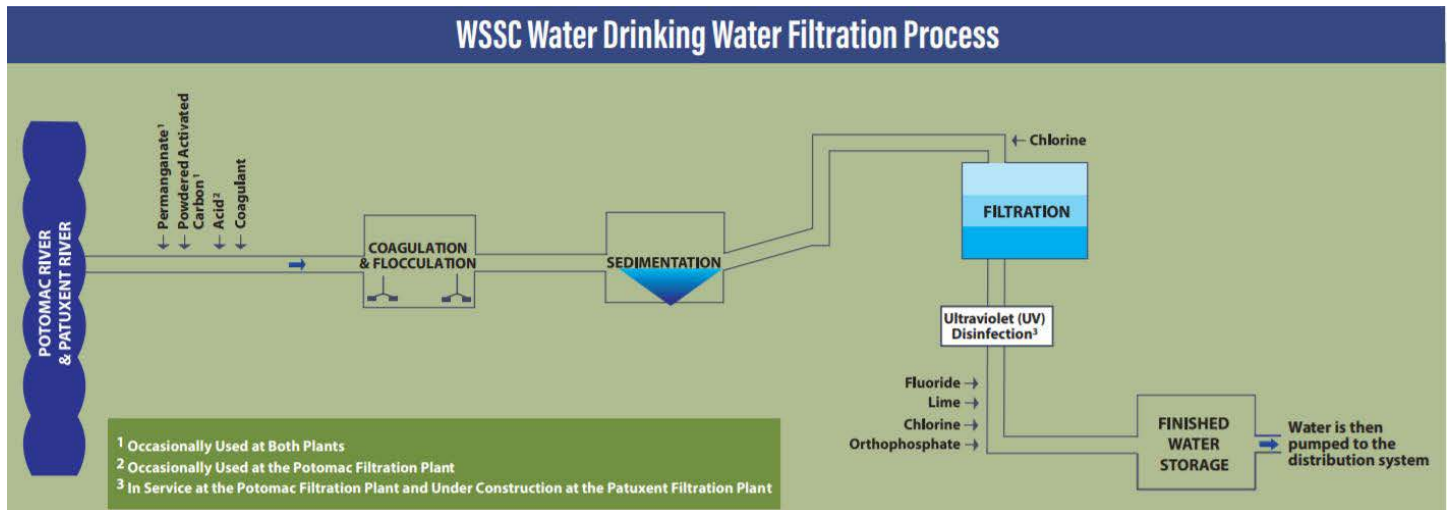 WSSC Water Drinking Water Filtration Process
POTOMAC RIVER
& PATUXENT RIVER
Permanganate¹
Powdered Activated
Carbon¹
Acid²
Coagulant
COAGULATION
& FLOCCULATION
SEDIMENTATION
Chlorine
FILTRATION
Ultraviolet (UV)
Disinfection³
Fluoride
Lime
Chlorine
Orthophosphate
FINISHED
WATER
STORAGE
Water is then
pumped to the
distribution system
¹ Occasionally Used at Both Plants
² Occasionally Used at the Potomac Filtration Plant
³ In Service at the Potomac Filtration Plant and Under Construction at the Patuxent Filtration Plant